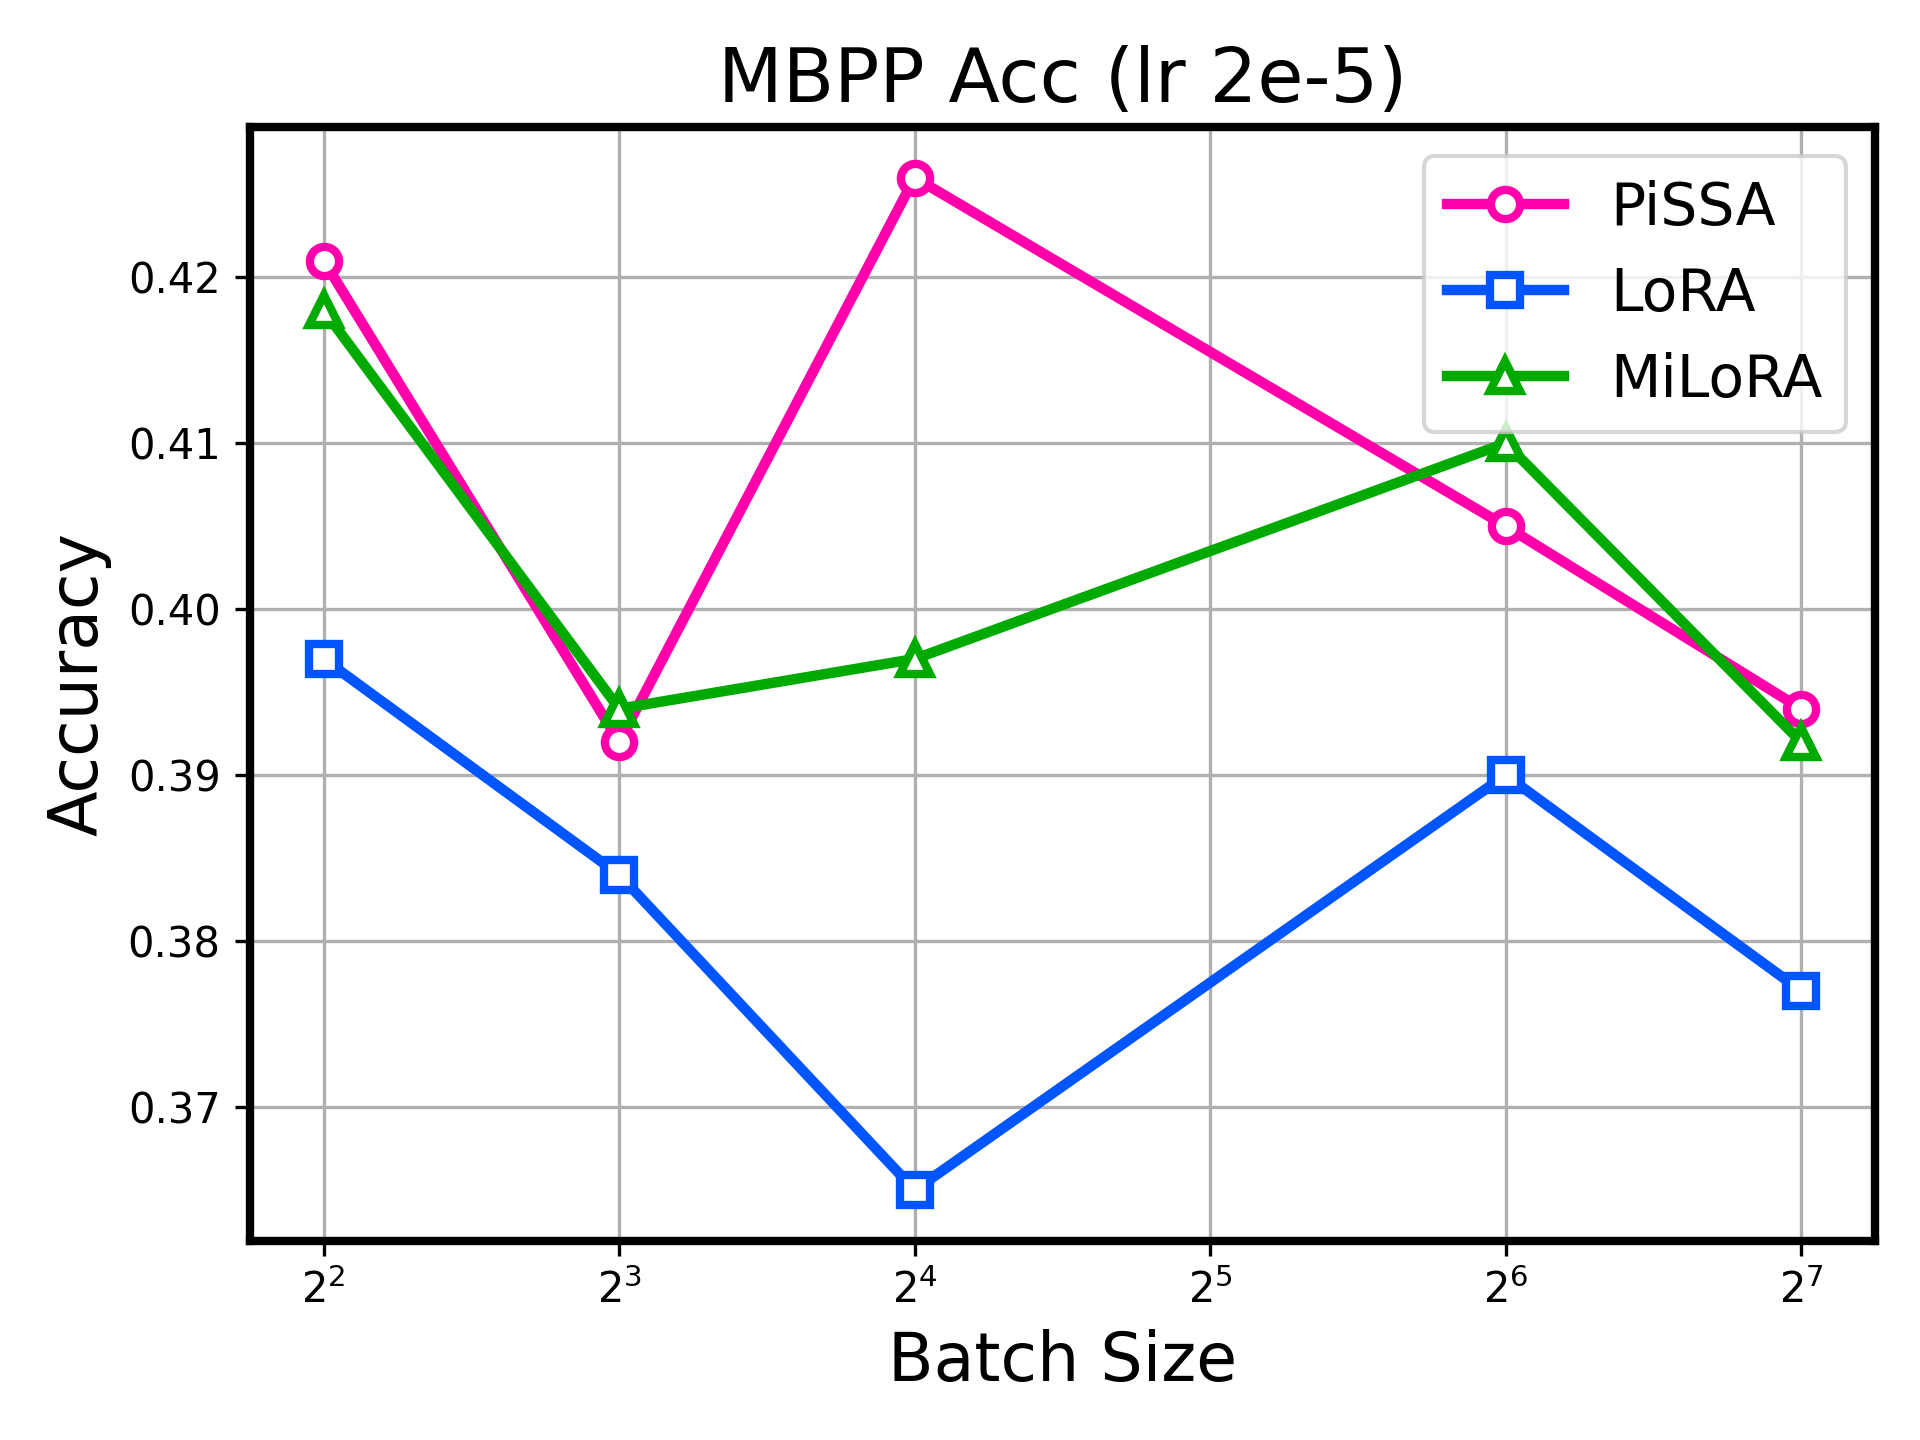 MBPP Acc (lr 2e-5)
PiSSA
LoRA
MiLoRA
Accuracy
0.42
0.41
0.40
0.39
0.38
0.37
2² 2³ 2⁴ 2⁵ 2⁶ 2⁷
Batch Size